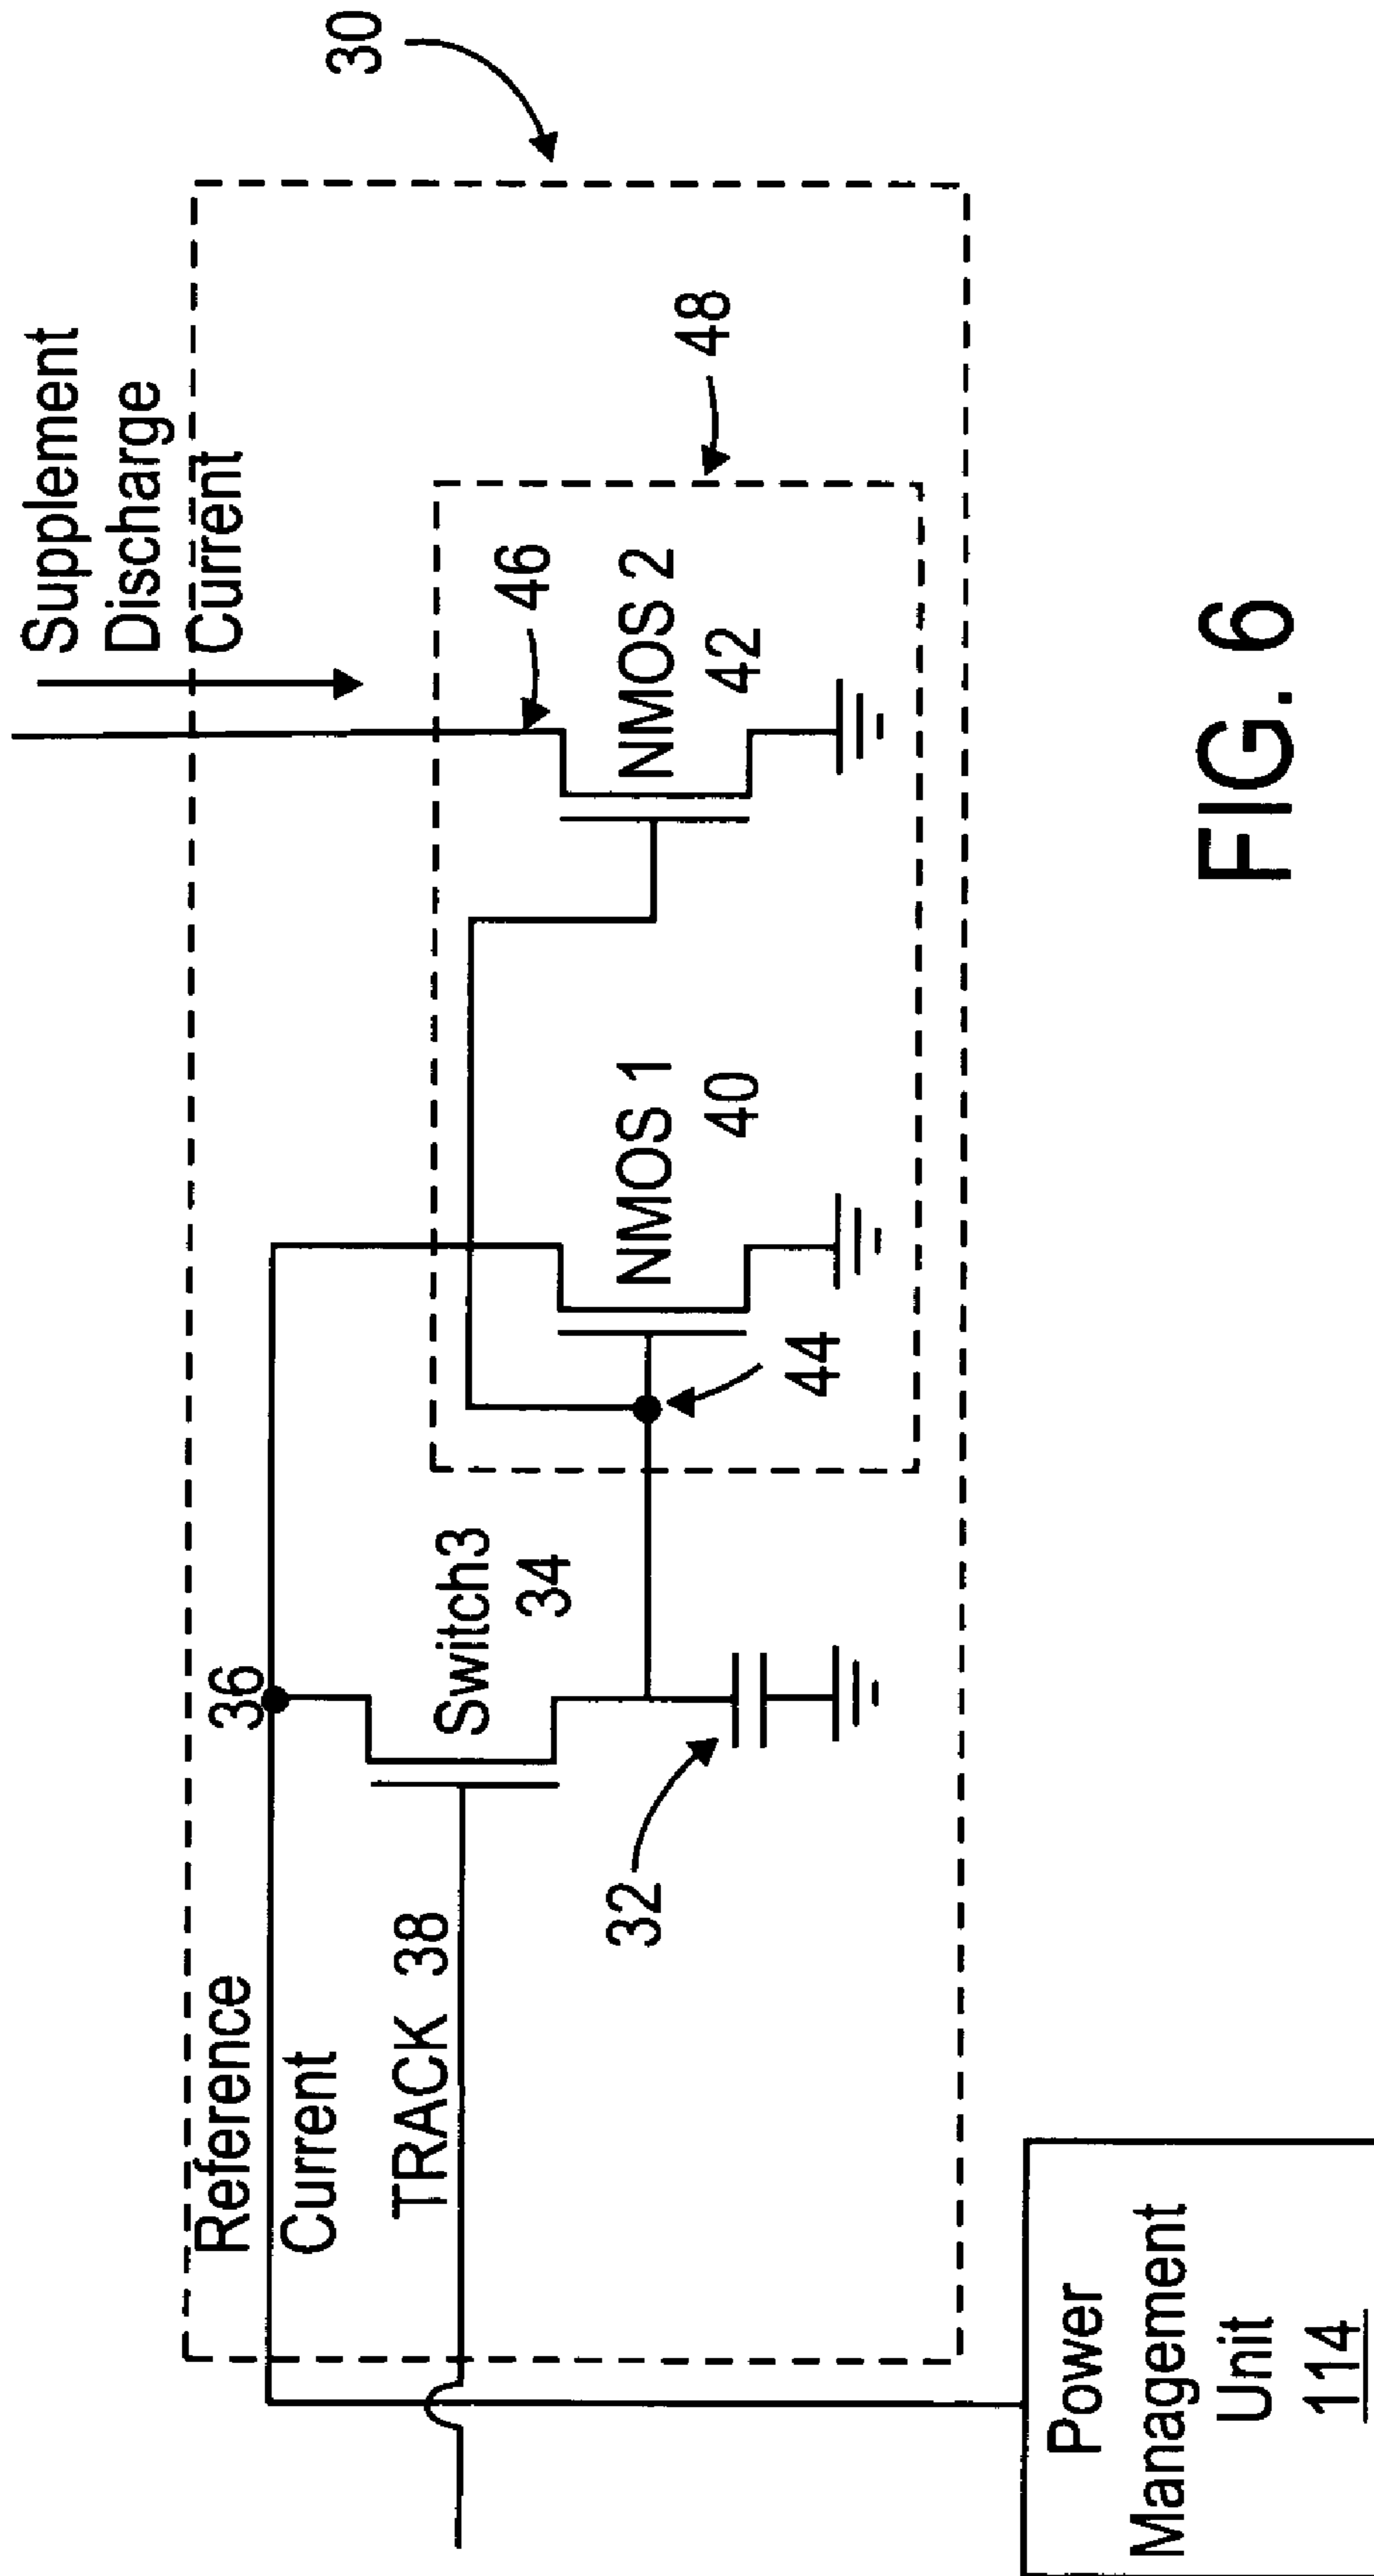 Supplement
Discharge
Current
30
Reference
Current
36
TRACK 38
Switch3
34
32
44
NMOS 1
40
46
NMOS 2
42
48
Power
Management
Unit
114
FIG. 6